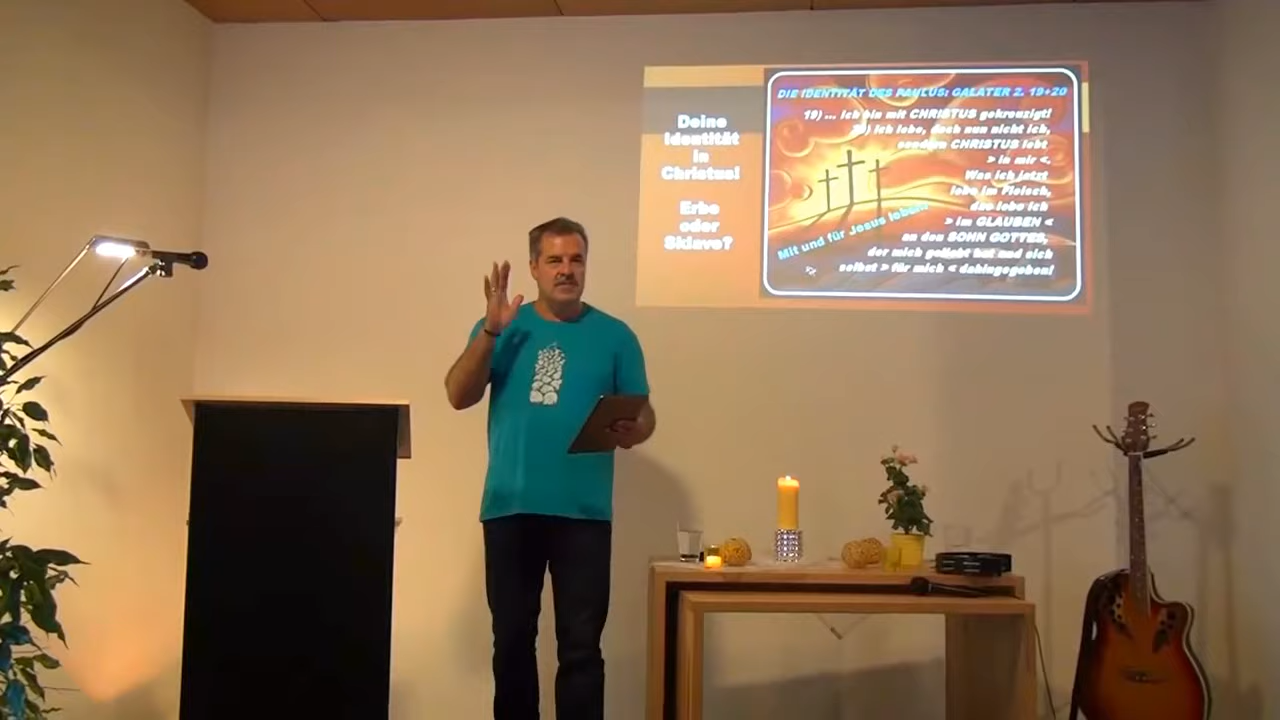 Deine
Identität
in
Christus!
Erbe
oder
Sklave?
DIE IDENTITÄT DES PAULUS: GALATER 2. 19+20
19) ... Ich bin mit CHRISTUS gekreuzigt!
20) Ich lebe, doch nun nicht ich,
sondern CHRISTUS lebt
> in mir <.
Was ich jetzt
lebe im Fleisch,
das lebe ich
> im GLAUBEN <
an den SOHN GOTTES,
der mich geliebt hat und sich
selbst > für mich < dahingegeben!
Mit und für Jesus leben!